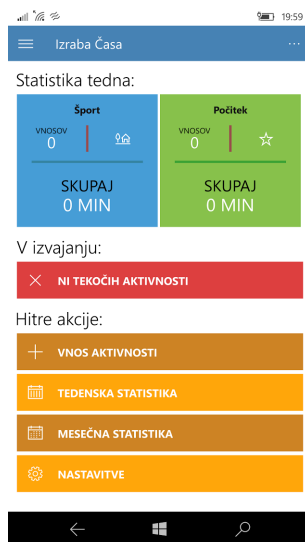 19:59
Izraba Časa
Statistika tedna:
Šport
VNOSOV
0
SKUPAJ
0 MIN
Počitek
VNOSOV
0
SKUPAJ
0 MIN
V izvajanju:
NI TEKOČIH AKTIVNOSTI
Hitre akcije:
VNOS AKTIVNOSTI
TEDENSKA STATISTIKA
MESEČNA STATISTIKA
NASTAVITVE